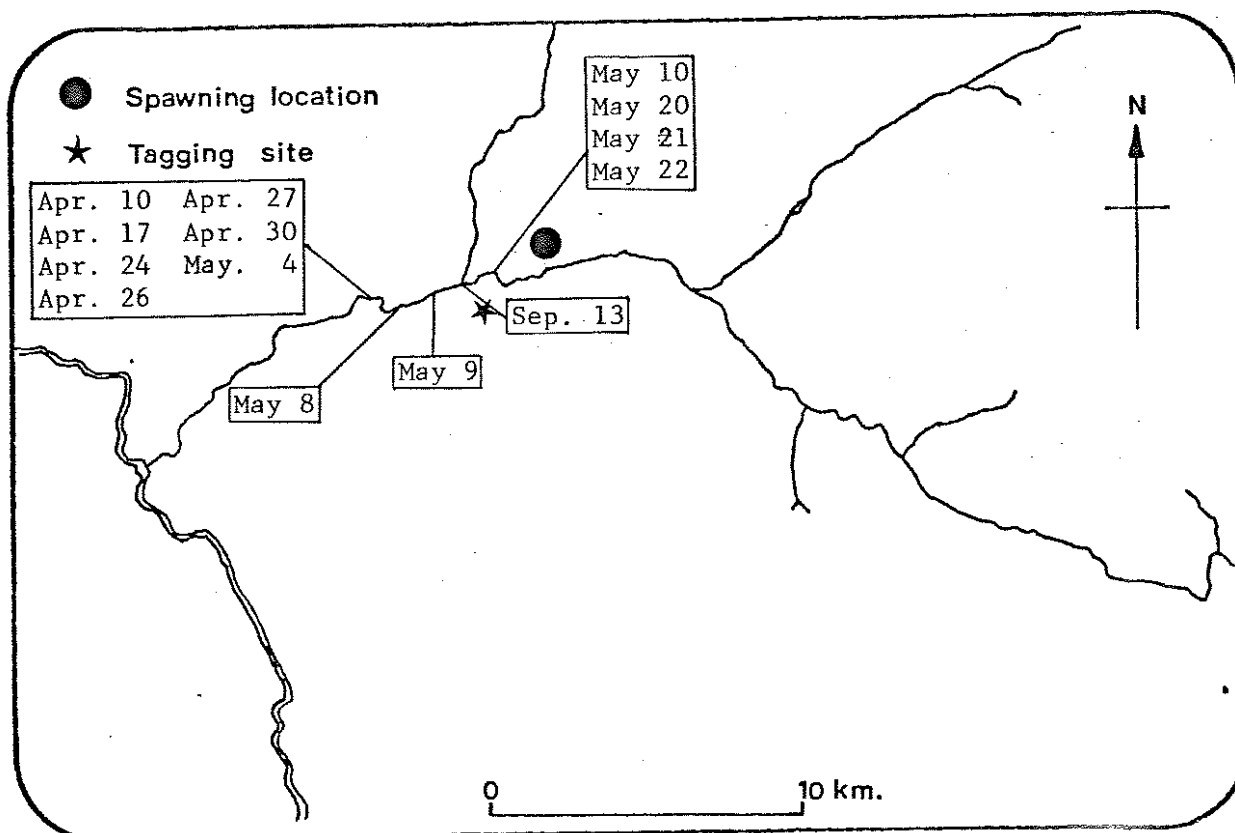 Spawning location
Tagging site
Apr. 10 Apr. 27
Apr. 17 Apr. 30
Apr. 24 May. 4
Apr. 26
May 10
May 20
May 21
May 22
N
Sep. 13
May 9
May 8
0 10 km.